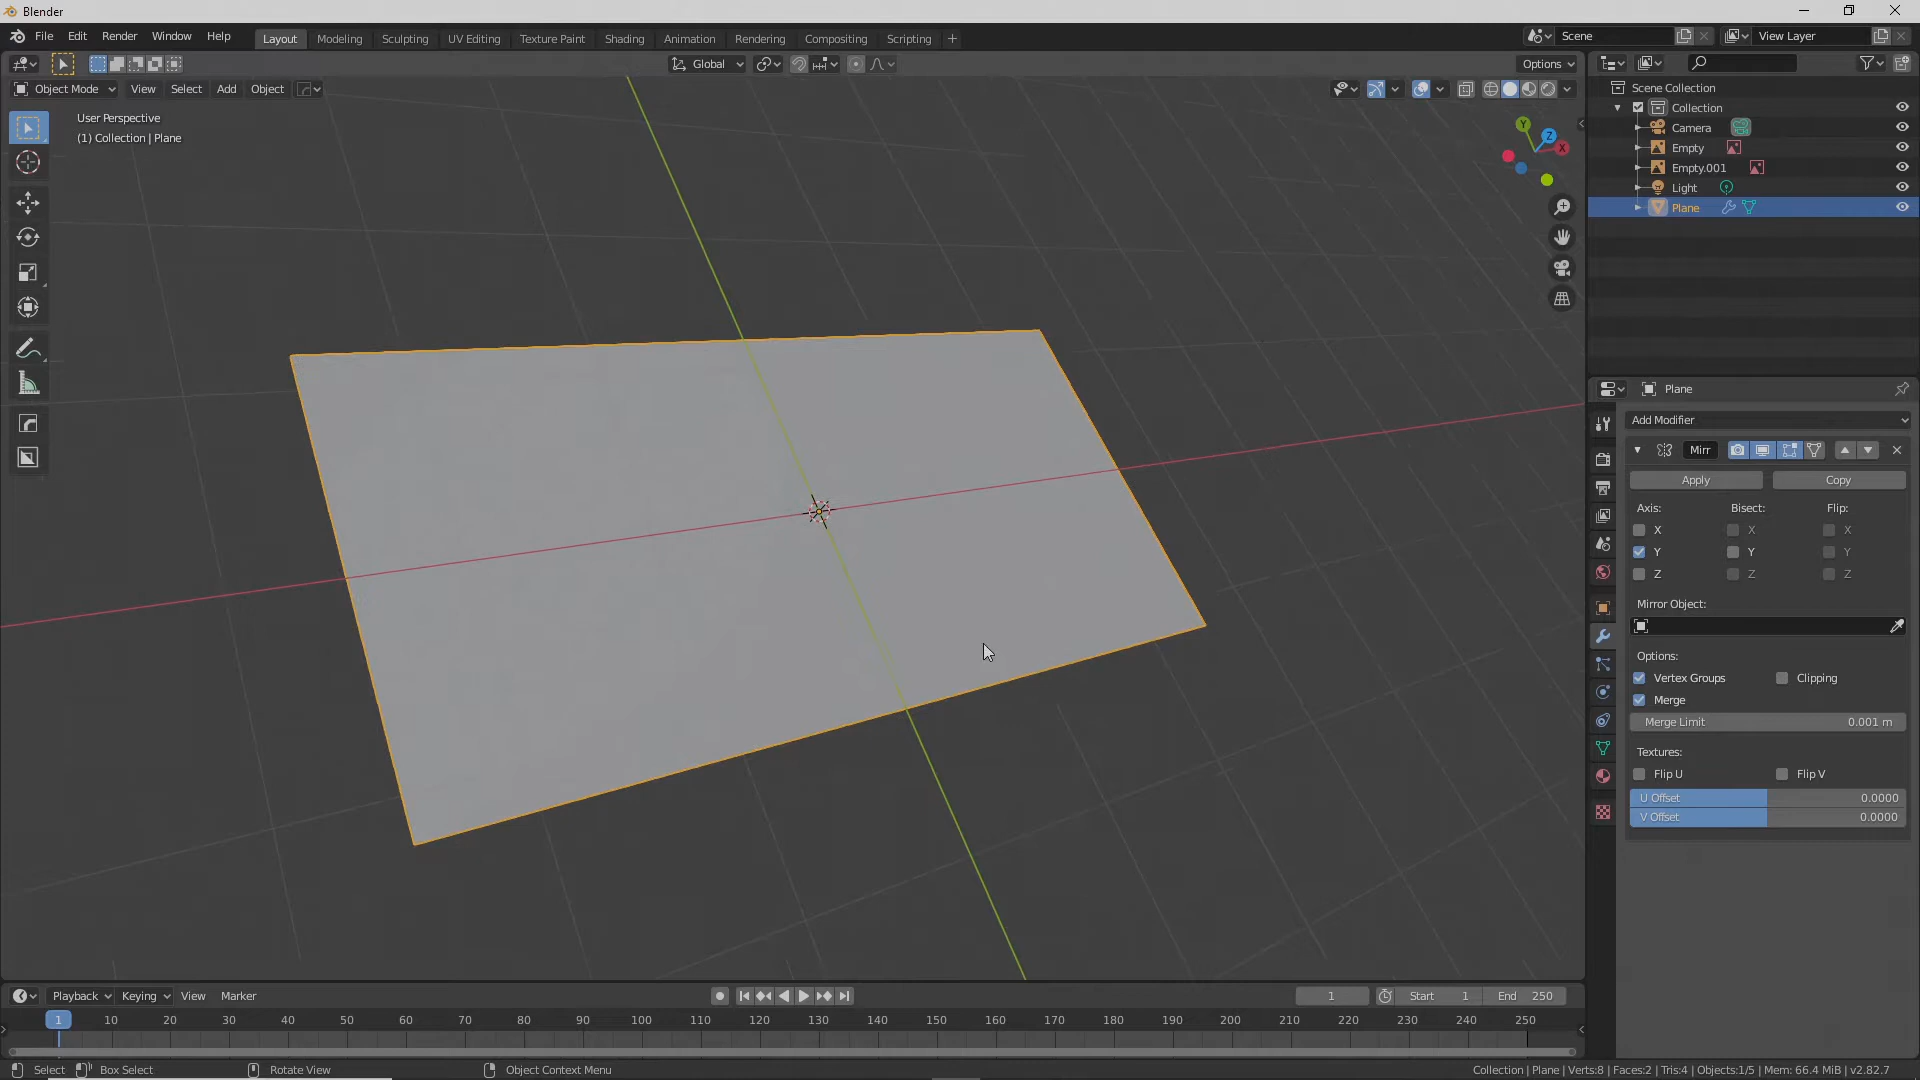 Blender
File Edit Render Window Help
Layout Modeling Sculpting UV Editing Texture Paint Shading Animation Rendering Compositing Scripting +
Scene
View Layer
Global
Options
Object Mode View Select Add Object
User Perspective
(1) Collection | Plane
Y
Z
X
Scene Collection
Collection
Camera
Empty
Empty.001
Light
Plane
Plane
Add Modifier
Mirr
Apply
Copy
Axis: Bisect: Flip:
X X X
Y Y Y
Z Z Z
Mirror Object:
Options:
Vertex Groups
Clipping
Merge
Merge Limit 0.001 m
Textures:
Flip U
Flip V
U Offset 0.0000
V Offset 0.0000
Playback Keying View Marker
1
Start 1
End 250
1 10 20 30 40 50 60 70 80 90 100 110 120 130 140 150 160 170 180 190 200 210 220 230 240 250
Select
Box Select
Rotate View
Object Context Menu
Collection | Plane | Verts:8 | Faces:2 | Tris:4 | Objects:1/5 | Mem: 66.4 MiB | v2.82.7